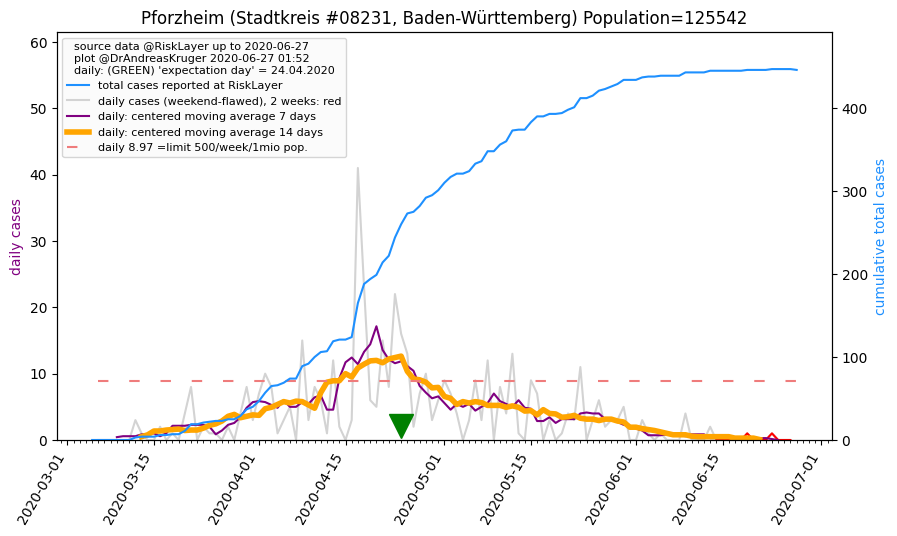 Pforzheim (Stadtkreis #08231, Baden-Württemberg) Population=125542
source data @RiskLayer up to 2020-06-27
plot @DrAndreasKruger 2020-06-27 01:52
daily: (GREEN) 'expectation day' = 24.04.2020
total cases reported at RiskLayer
daily cases (weekend-flawed), 2 weeks: red
daily: centered moving average 7 days
daily: centered moving average 14 days
daily 8.97 =limit 500/week/1mio pop.
daily cases
60
50
40
30
20
10
0
cumulative total cases
400
300
200
100
0
2020-03-01
2020-03-15
2020-04-01
2020-04-15
2020-05-01
2020-05-15
2020-06-01
2020-06-15
2020-07-01